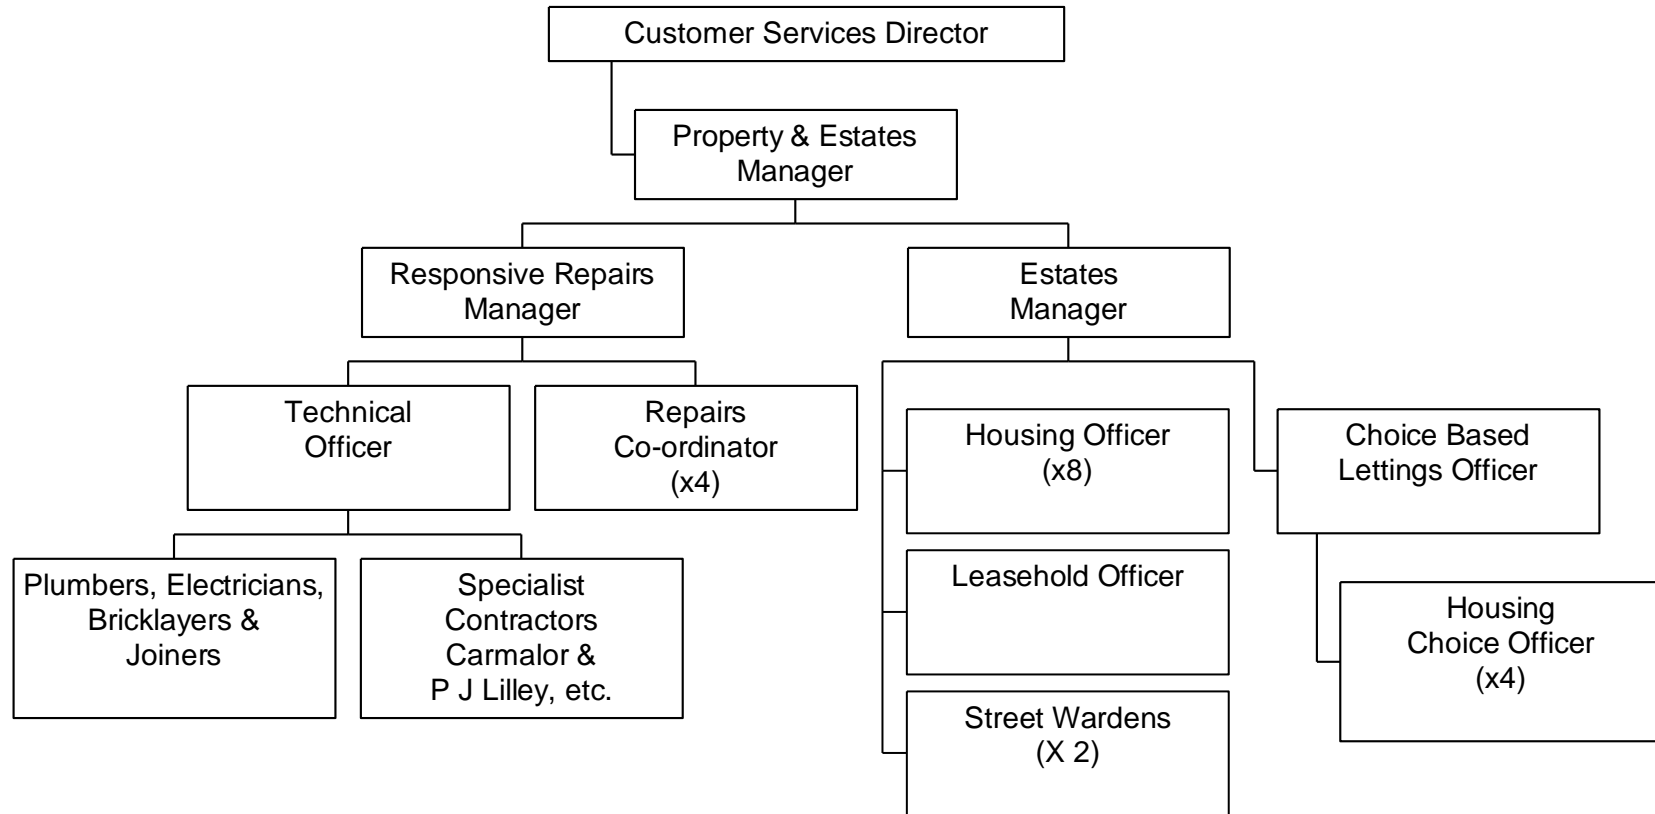 Customer Services Director
Property & Estates
Manager
Responsive Repairs
Manager
Estates
Manager
Technical
Officer
Repairs
Co-ordinator
(x4)
Housing Officer
(x8)
Choice Based
Lettings Officer
Plumbers, Electricians,
Bricklayers &
Joiners
Specialist
Contractors
Carmalor &
P J Lilley, etc.
Leasehold Officer
Housing
Choice Officer
(x4)
Street Wardens
(X 2)